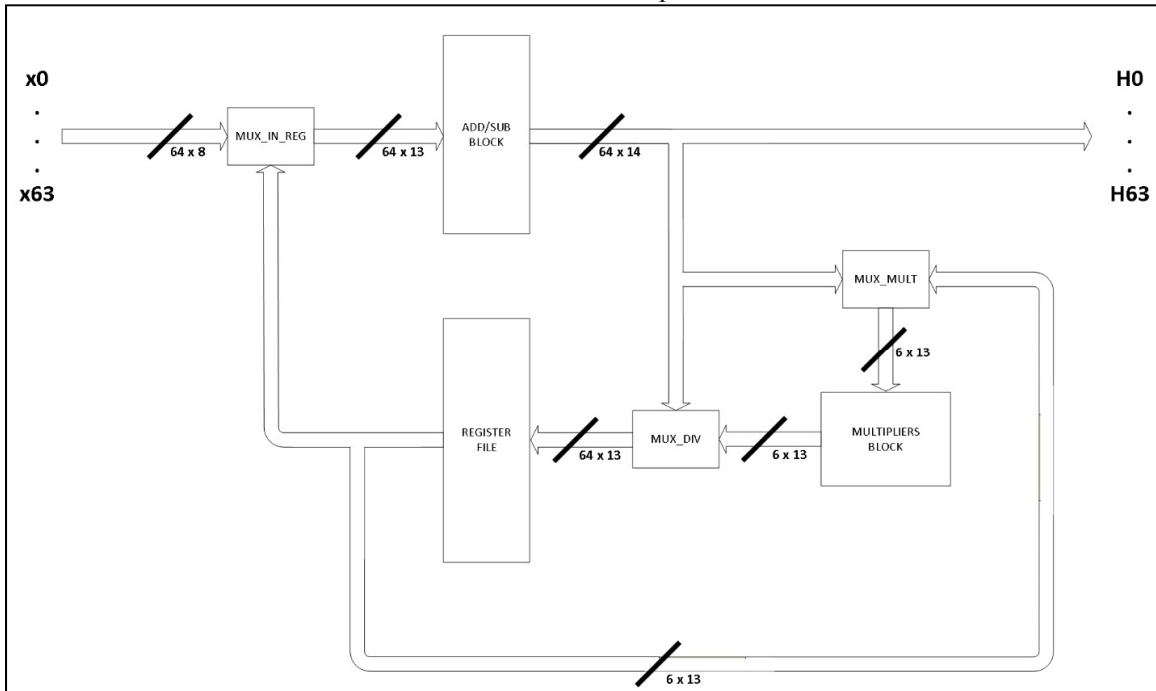 x0
.
.
.
x63
64 x 8
MUX_IN_REG
64 x 13
ADD/SUB
BLOCK
64 x 14
H0
.
.
.
H63
MUX_MULT
6 x 13
MULTIPLIERS
BLOCK
6 x 13
MUX_DIV
64 x 13
REGISTER
FILE
6 x 13